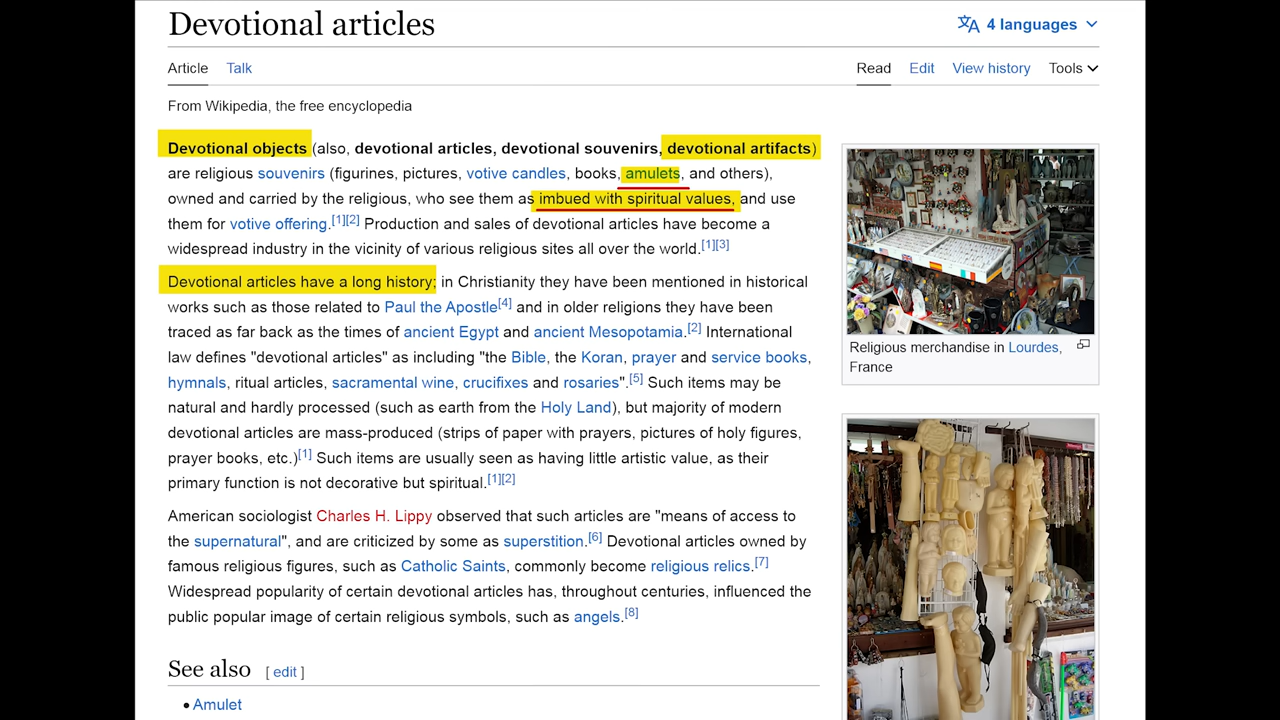 Devotional articles
4 languages
Article Talk
Read Edit View history Tools
From Wikipedia, the free encyclopedia
Devotional objects (also, devotional articles, devotional souvenirs, devotional artifacts)
are religious souvenirs (figurines, pictures, votive candles, books, amulets, and others),
owned and carried by the religious, who see them as imbued with spiritual values, and use
them for votive offering.[1][2] Production and sales of devotional articles have become a
widespread industry in the vicinity of various religious sites all over the world.[1][3]
Devotional articles have a long history; in Christianity they have been mentioned in historical
works such as those related to Paul the Apostle[4] and in older religions they have been
traced as far back as the times of ancient Egypt and ancient Mesopotamia.[2] International
law defines "devotional articles" as including "the Bible, the Koran, prayer and service books,
hymnals, ritual articles, sacramental wine, crucifixes and rosaries".[5] Such items may be
natural and hardly processed (such as earth from the Holy Land), but majority of modern
devotional articles are mass-produced (strips of paper with prayers, pictures of holy figures,
prayer books, etc.)[1] Such items are usually seen as having little artistic value, as their
primary function is not decorative but spiritual.[1][2]
American sociologist Charles H. Lippy observed that such articles are "means of access to
the supernatural", and are criticized by some as superstition.[6] Devotional articles owned by
famous religious figures, such as Catholic Saints, commonly become religious relics.[7]
Widespread popularity of certain devotional articles has, throughout centuries, influenced the
public popular image of certain religious symbols, such as angels.[8]
See also [ edit ]
• Amulet
Religious merchandise in Lourdes,
France